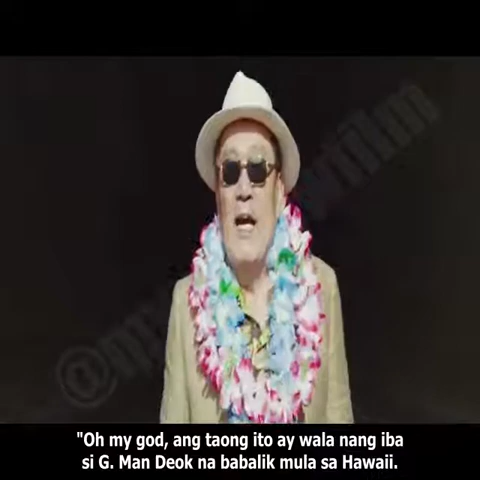 "Oh my god, ang taong ito ay wala nang iba
si G. Man Deok na babalik mula sa Hawaii.